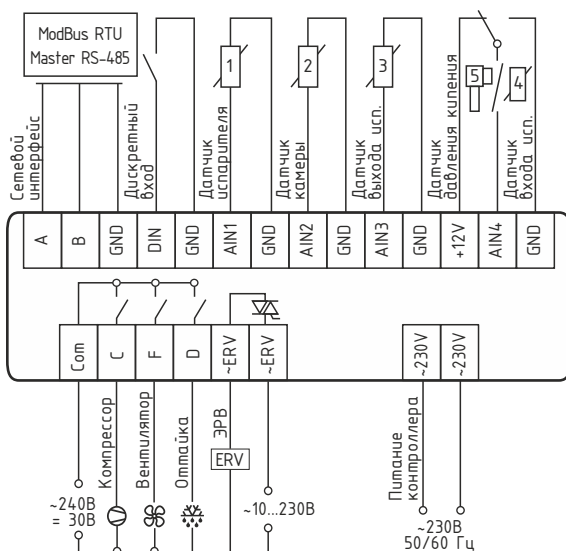 ModBus RTU
Master RS-485
Сетевой
интерфейс
Дискретный
вход
Датчик
испарителя
1
Датчик
камеры
2
Датчик
выхода исп.
3
Датчик
давления кипения
5
4
Датчик
входа исп.
A
B
GND
DIN
GND
AIN1
GND
AIN2
GND
AIN3
GND
+12V
AIN4
GND
Com
C
F
D
~ERV
~ERV
~230V
~230V
Компрессор
Вентилятор
Оттайка
ЭРВ
ERV
Питание
контроллера
~240В
= 30В
~10...230В
~230В
50/60 Гц